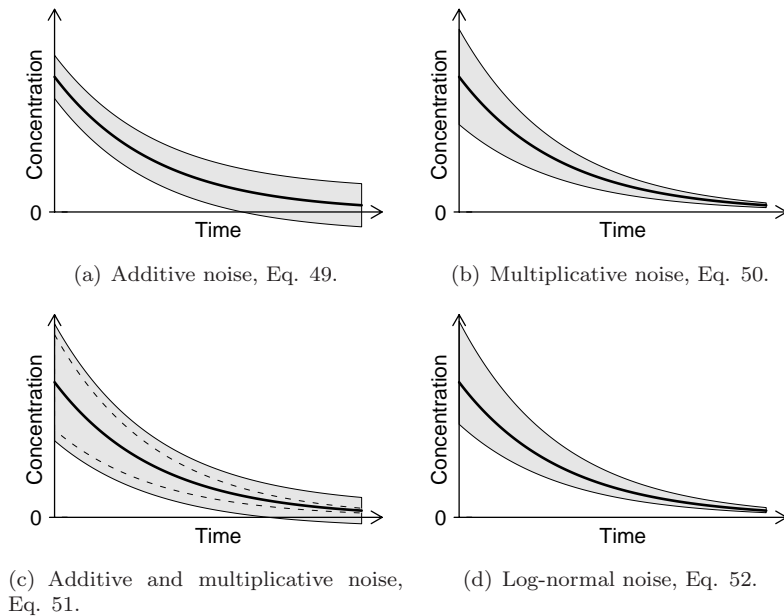 Concentration
0
Time
(a) Additive noise, Eq. 49.
Concentration
0
Time
(b) Multiplicative noise, Eq. 50.
Concentration
0
Time
(c) Additive and multiplicative noise,
Eq. 51.
Concentration
0
Time
(d) Log-normal noise, Eq. 52.